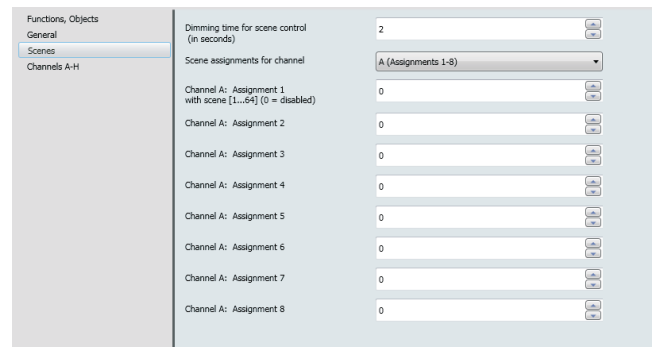 Functions, Objects
General
Scenes
Channels A-H
Dimming time for scene control
(in seconds)
2
Scene assignments for channel
A (Assignments 1-8)
Channel A: Assignment 1
with scene [1...64] (0 = disabled)
0
Channel A: Assignment 2
0
Channel A: Assignment 3
0
Channel A: Assignment 4
0
Channel A: Assignment 5
0
Channel A: Assignment 6
0
Channel A: Assignment 7
0
Channel A: Assignment 8
0